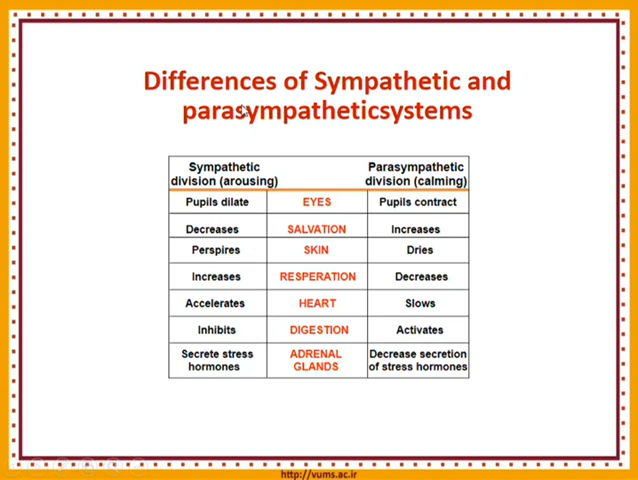 Differences of Sympathetic and
parasympatheticsystems
Sympathetic
division (arousing)
Parasympathetic
division (calming)
Pupils dilate EYES Pupils contract
Decreases SALVATION Increases
Perspires SKIN Dries
Increases RESPERATION Decreases
Accelerates HEART Slows
Inhibits DIGESTION Activates
Secrete stress
hormones
ADRENAL
GLANDS
Decrease secretion
of stress hormones
http://vums.ac.ir